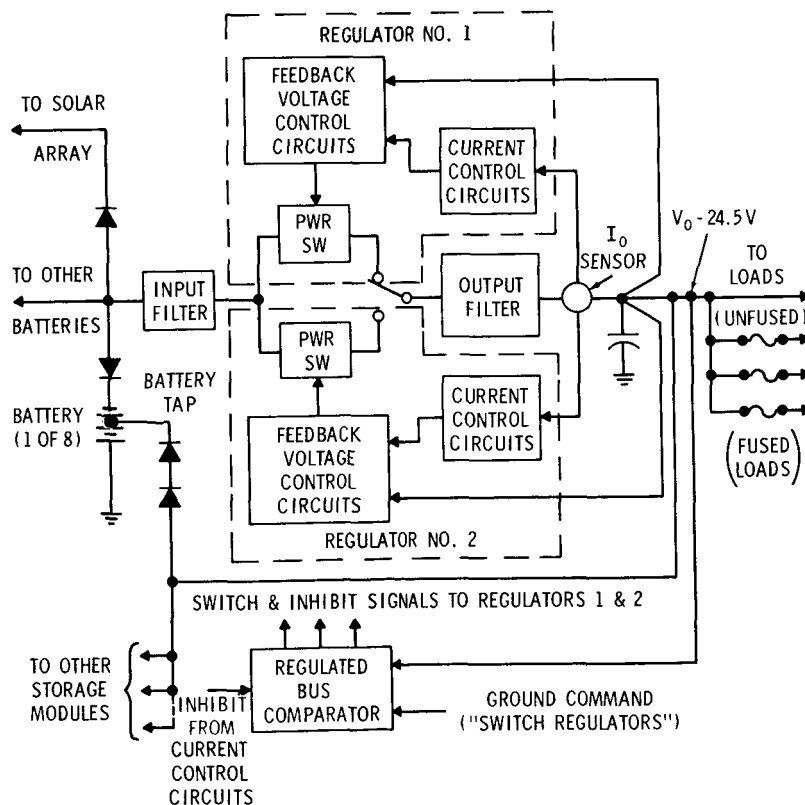 REGULATOR NO. 1
FEEDBACK
VOLTAGE
CONTROL
CIRCUITS
TO SOLAR
ARRAY
CURRENT
CONTROL
CIRCUITS
PWR
SW
V₀ - 24.5V
I₀
SENSOR
TO
LOADS
(UNFUSED)
TO OTHER
BATTERIES
INPUT
FILTER
OUTPUT
FILTER
PWR
SW
BATTERY
TAP
BATTERY
(1 OF 8)
CURRENT
CONTROL
CIRCUITS
FEEDBACK
VOLTAGE
CONTROL
CIRCUITS
(FUSED
LOADS)
REGULATOR NO. 2
SWITCH & INHIBIT SIGNALS TO REGULATORS 1 & 2
TO OTHER
STORAGE
MODULES
INHIBIT
FROM
CURRENT
CONTROL
CIRCUITS
REGULATED
BUS
COMPARATOR
GROUND COMMAND
("SWITCH REGULATORS")